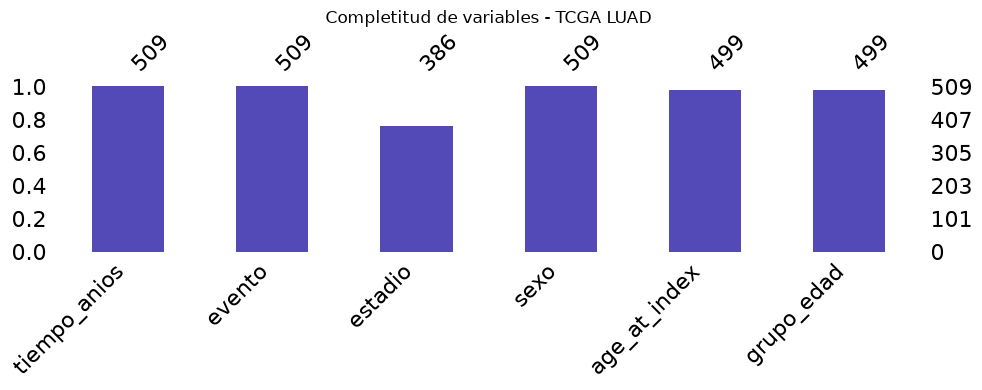 Completitud de variables - TCGA LUAD
509 509 386 509 499 499
1.0 509
0.8 407
0.6 305
0.4 203
0.2 101
0.0 0
tiempo_anios evento estadio sexo age_at_index grupo_edad